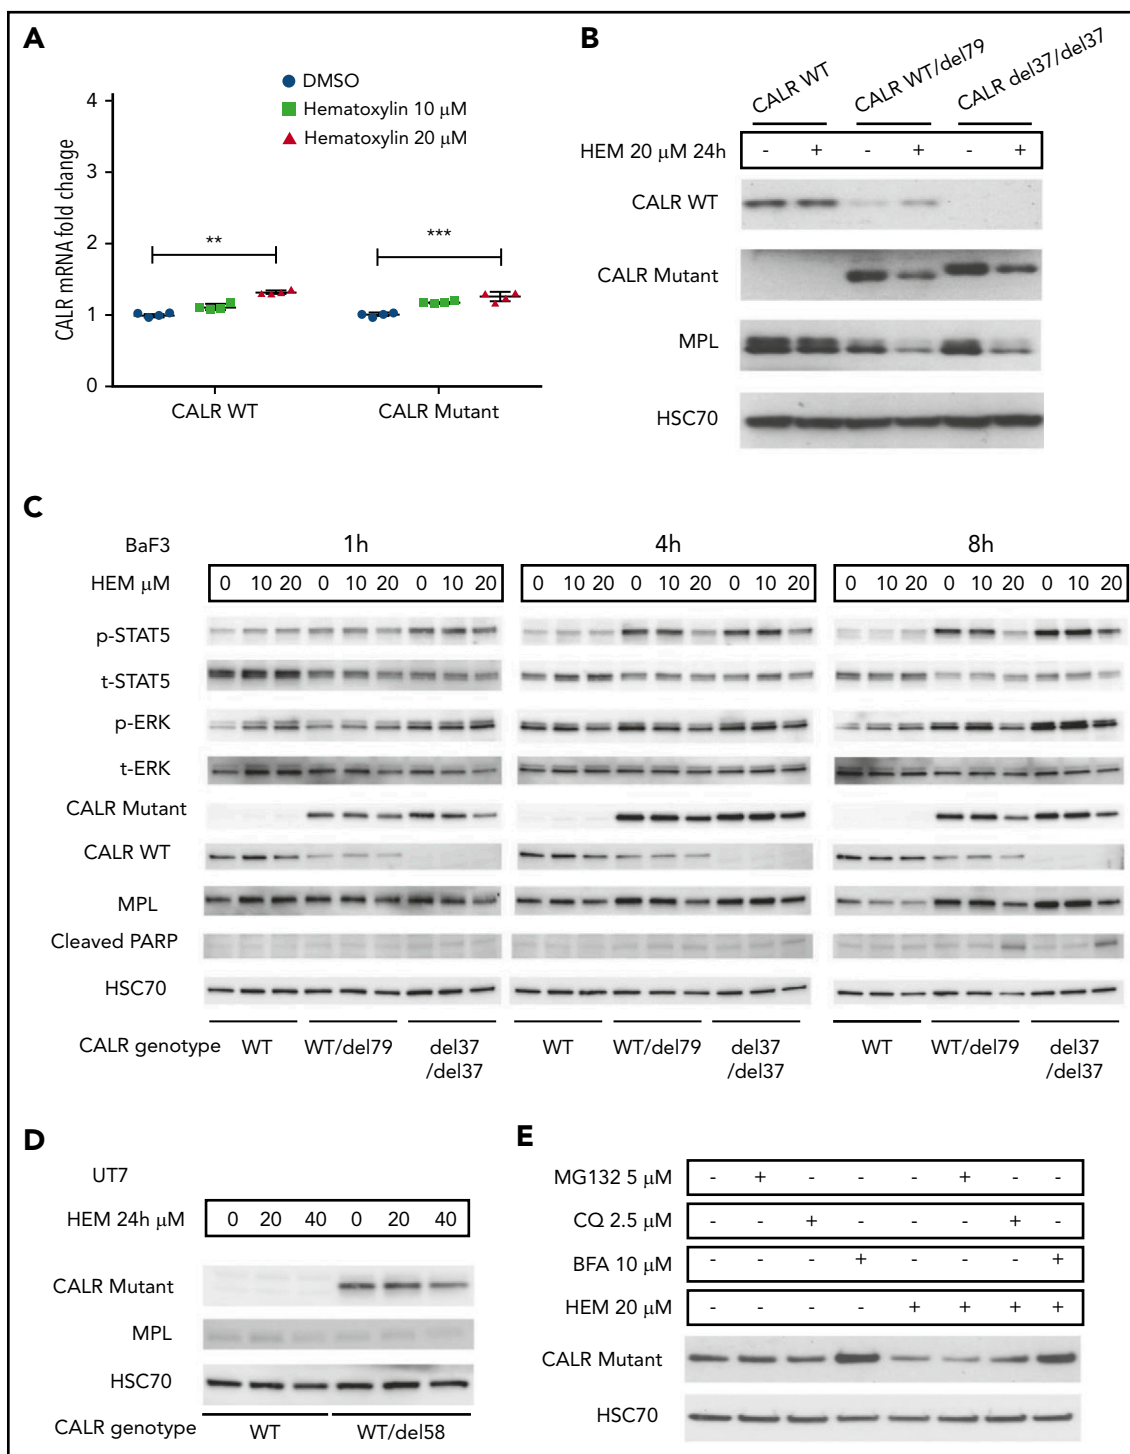 A
DMSO
Hematoxylin 10 μM
Hematoxylin 20 μM
CALR mRNA fold change
4
3
2
1
0
**
***
CALR WT
CALR Mutant
B
CALR WT
CALR WT/del79
CALR del37/del37
HEM 20 μM 24h - + - + - +
CALR WT
CALR Mutant
MPL
HSC70
C
BaF3 1h 4h 8h
HEM μM 0 10 20 0 10 20 0 10 20 0 10 20 0 10 20 0 10 20 0 10 20 0 10 20 0 10 20
p-STAT5
t-STAT5
p-ERK
t-ERK
CALR Mutant
CALR WT
MPL
Cleaved PARP
HSC70
CALR genotype WT WT/del79 del37 WT WT/del79 del37 WT WT/del79 del37
/del37 /del37 /del37
D
UT7
HEM 24h μM 0 20 40 0 20 40
CALR Mutant
MPL
HSC70
CALR genotype WT WT/del58
E
MG132 5 μM - + - - - + - -
CQ 2.5 μM - - + - - - + -
BFA 10 μM - - - + - - - +
HEM 20 μM - - - - + + + +
CALR Mutant
HSC70